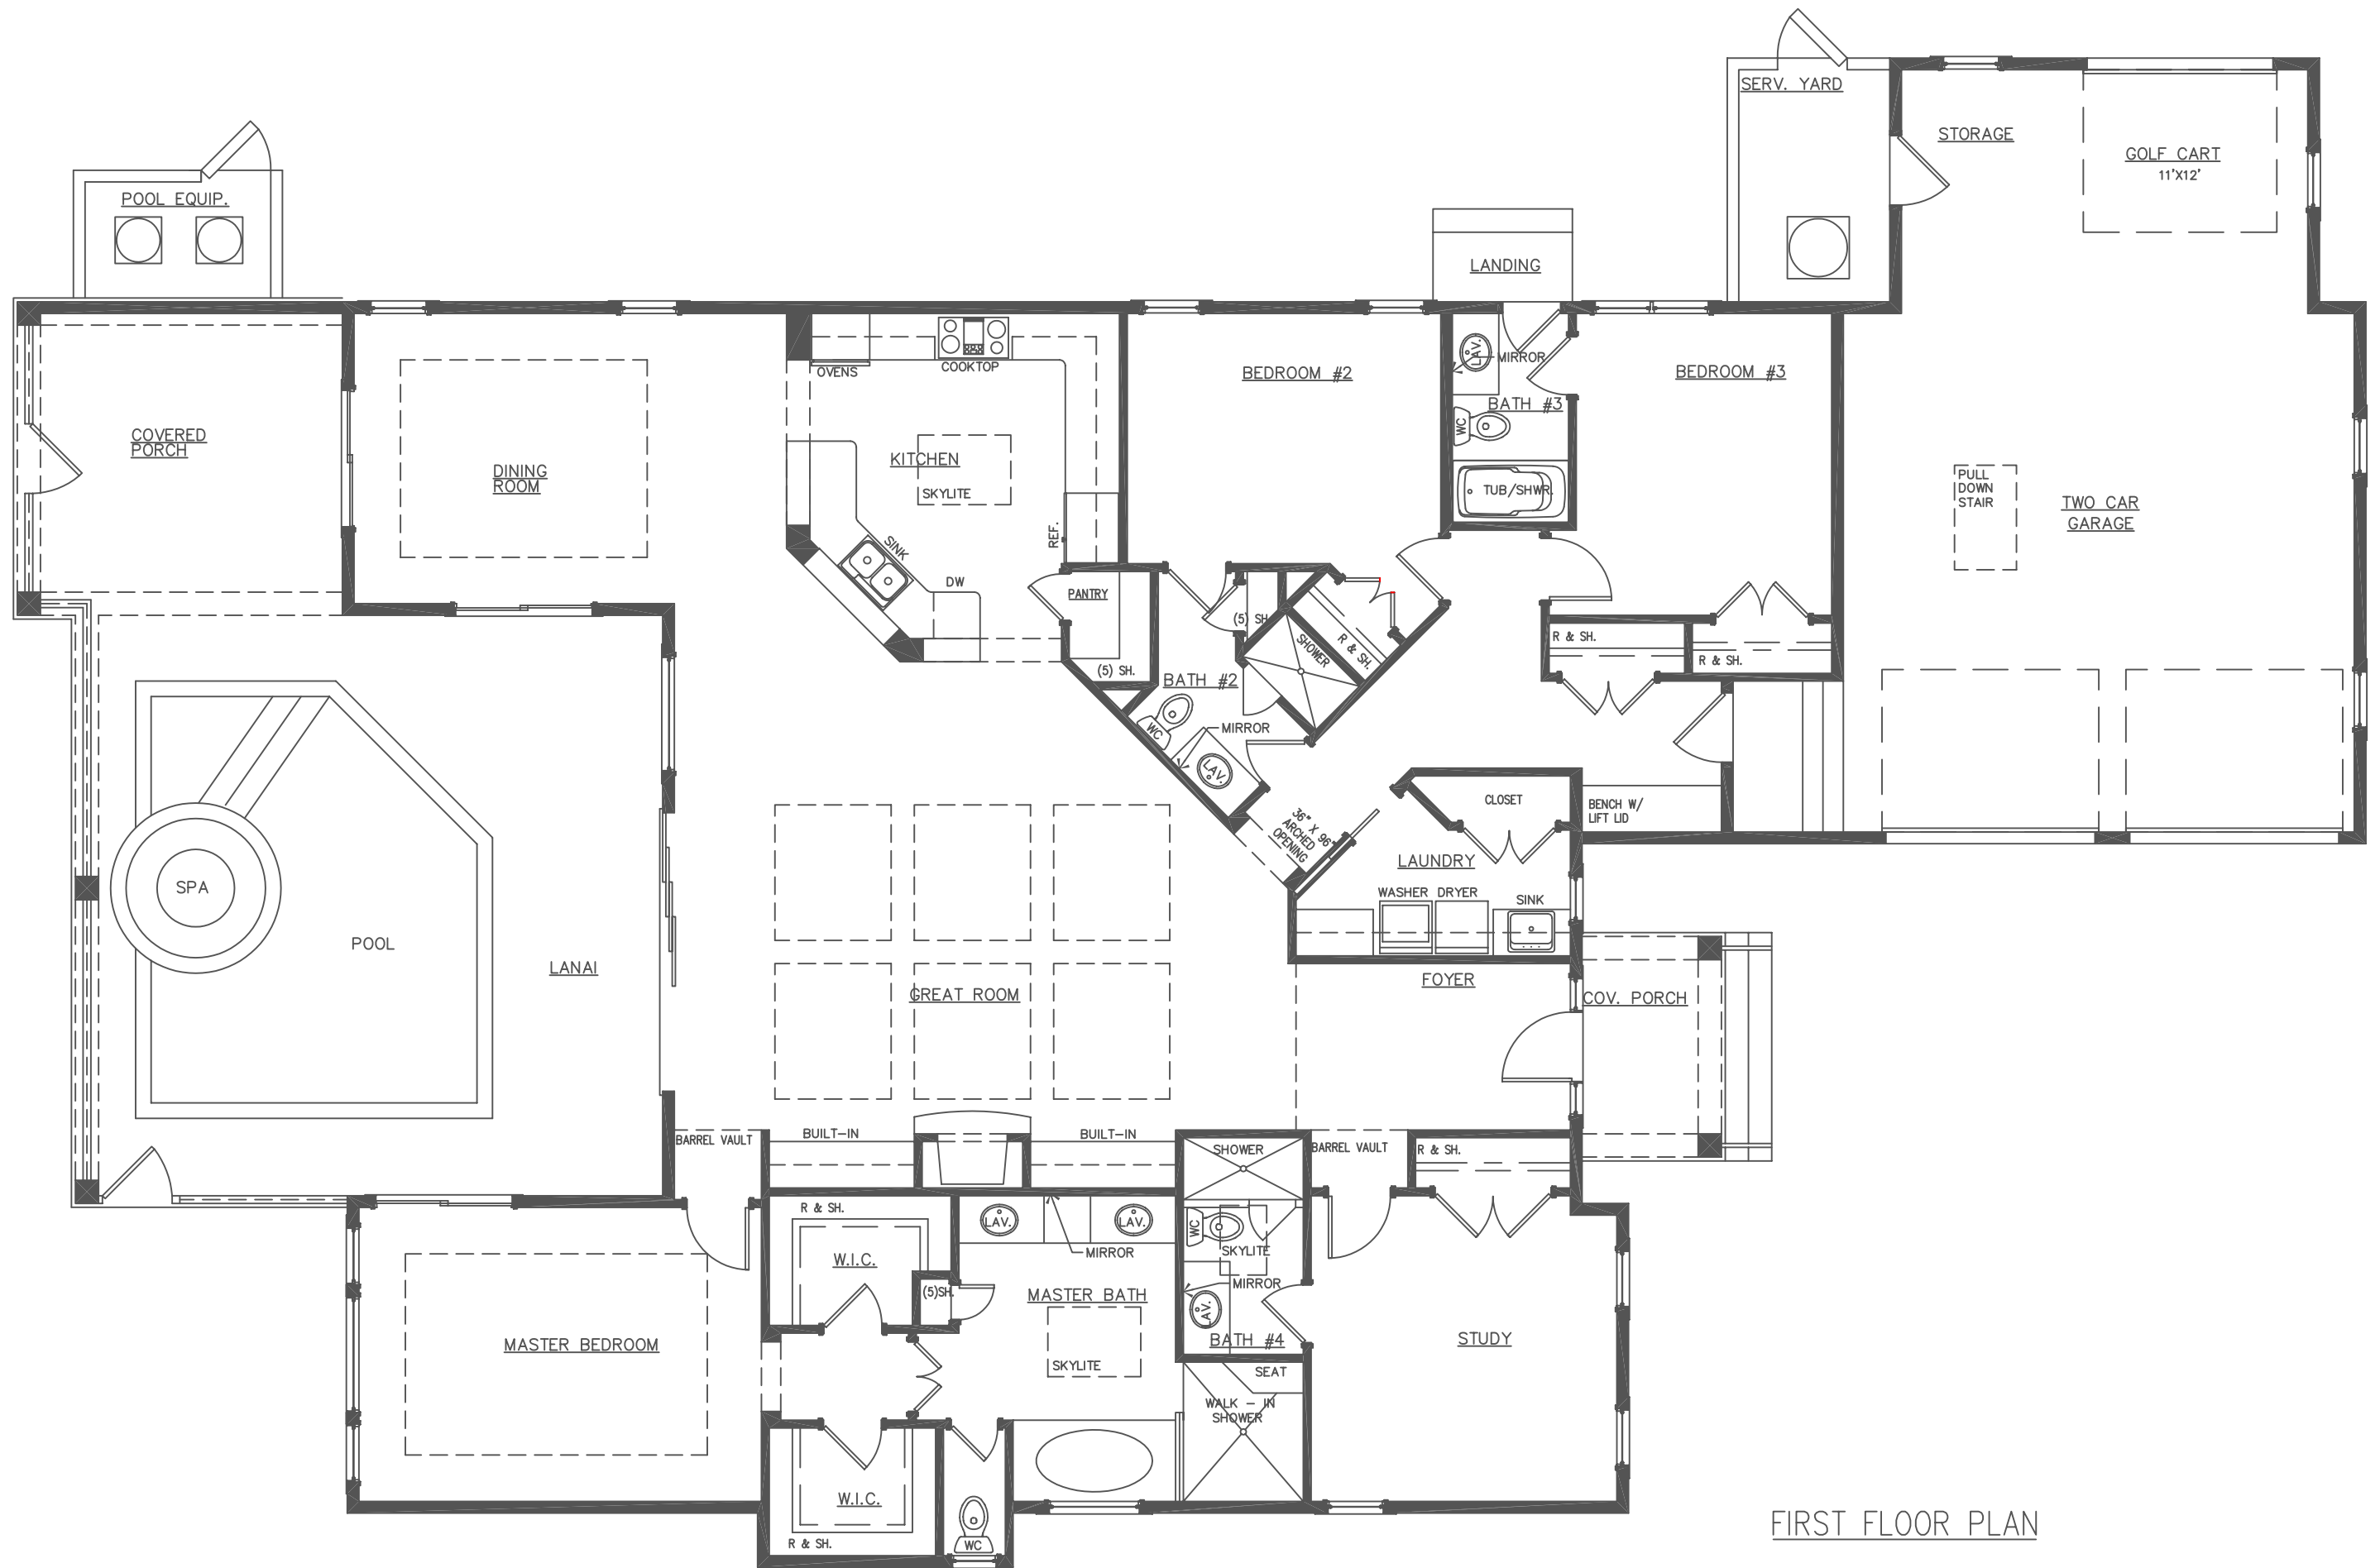 SERV. YARD
STORAGE
GOLF CART
11'X12'
POOL EQUIP.
LANDING
OVENS
COOKTOP
BEDROOM #2
LAV.
MIRROR
BATH #3
WC
TUB/SHWR.
BEDROOM #3
COVERED
PORCH
DINING
ROOM
KITCHEN
SKYLITE
REF.
SINK
DW
PULL
DOWN
STAIR
TWO CAR
GARAGE
PANTRY
(5) SH.
(5) SH.
SHOWER
R & SH.
R & SH.
R & SH.
BATH #2
WC
MIRROR
LAV.
36" X 96"
ARCHED
OPENING
CLOSET
BENCH W/
LIFT LID
LAUNDRY
WASHER DRYER
SINK
SPA
POOL
LANAI
GREAT ROOM
FOYER
COV. PORCH
BARREL VAULT
BUILT-IN
BUILT-IN
SHOWER
BARREL VAULT
R & SH.
R & SH.
W.I.C.
LAV.
LAV.
MIRROR
WC
SKYLITE
MIRROR
LAV.
BATH #4
(5)SH.
MASTER BATH
SKYLITE
MASTER BEDROOM
STUDY
SEAT
WALK - IN
SHOWER
W.I.C.
R & SH.
WC
FIRST FLOOR PLAN